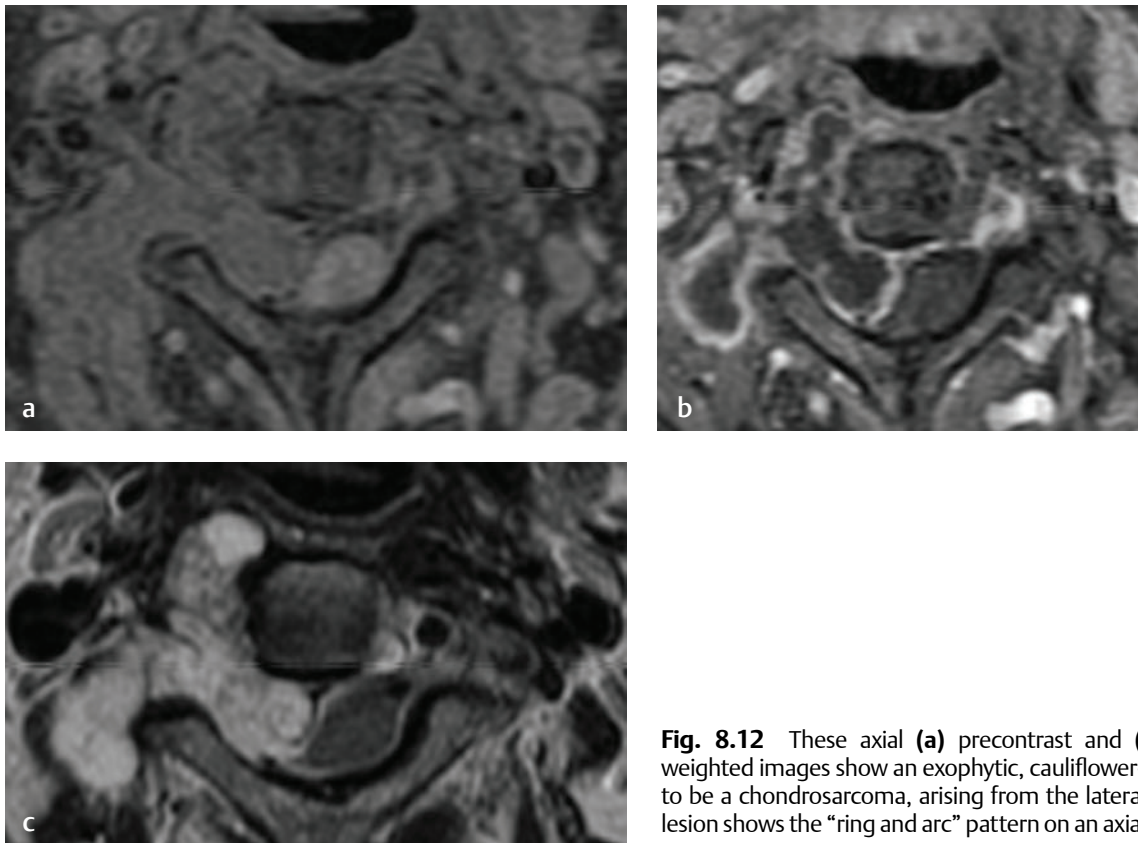 a
b
c
Fig. 8.12 These axial (a) precontrast and (
weighted images show an exophytic, cauliflower
to be a chondrosarcoma, arising from the latera
lesion shows the “ring and arc” pattern on an axia